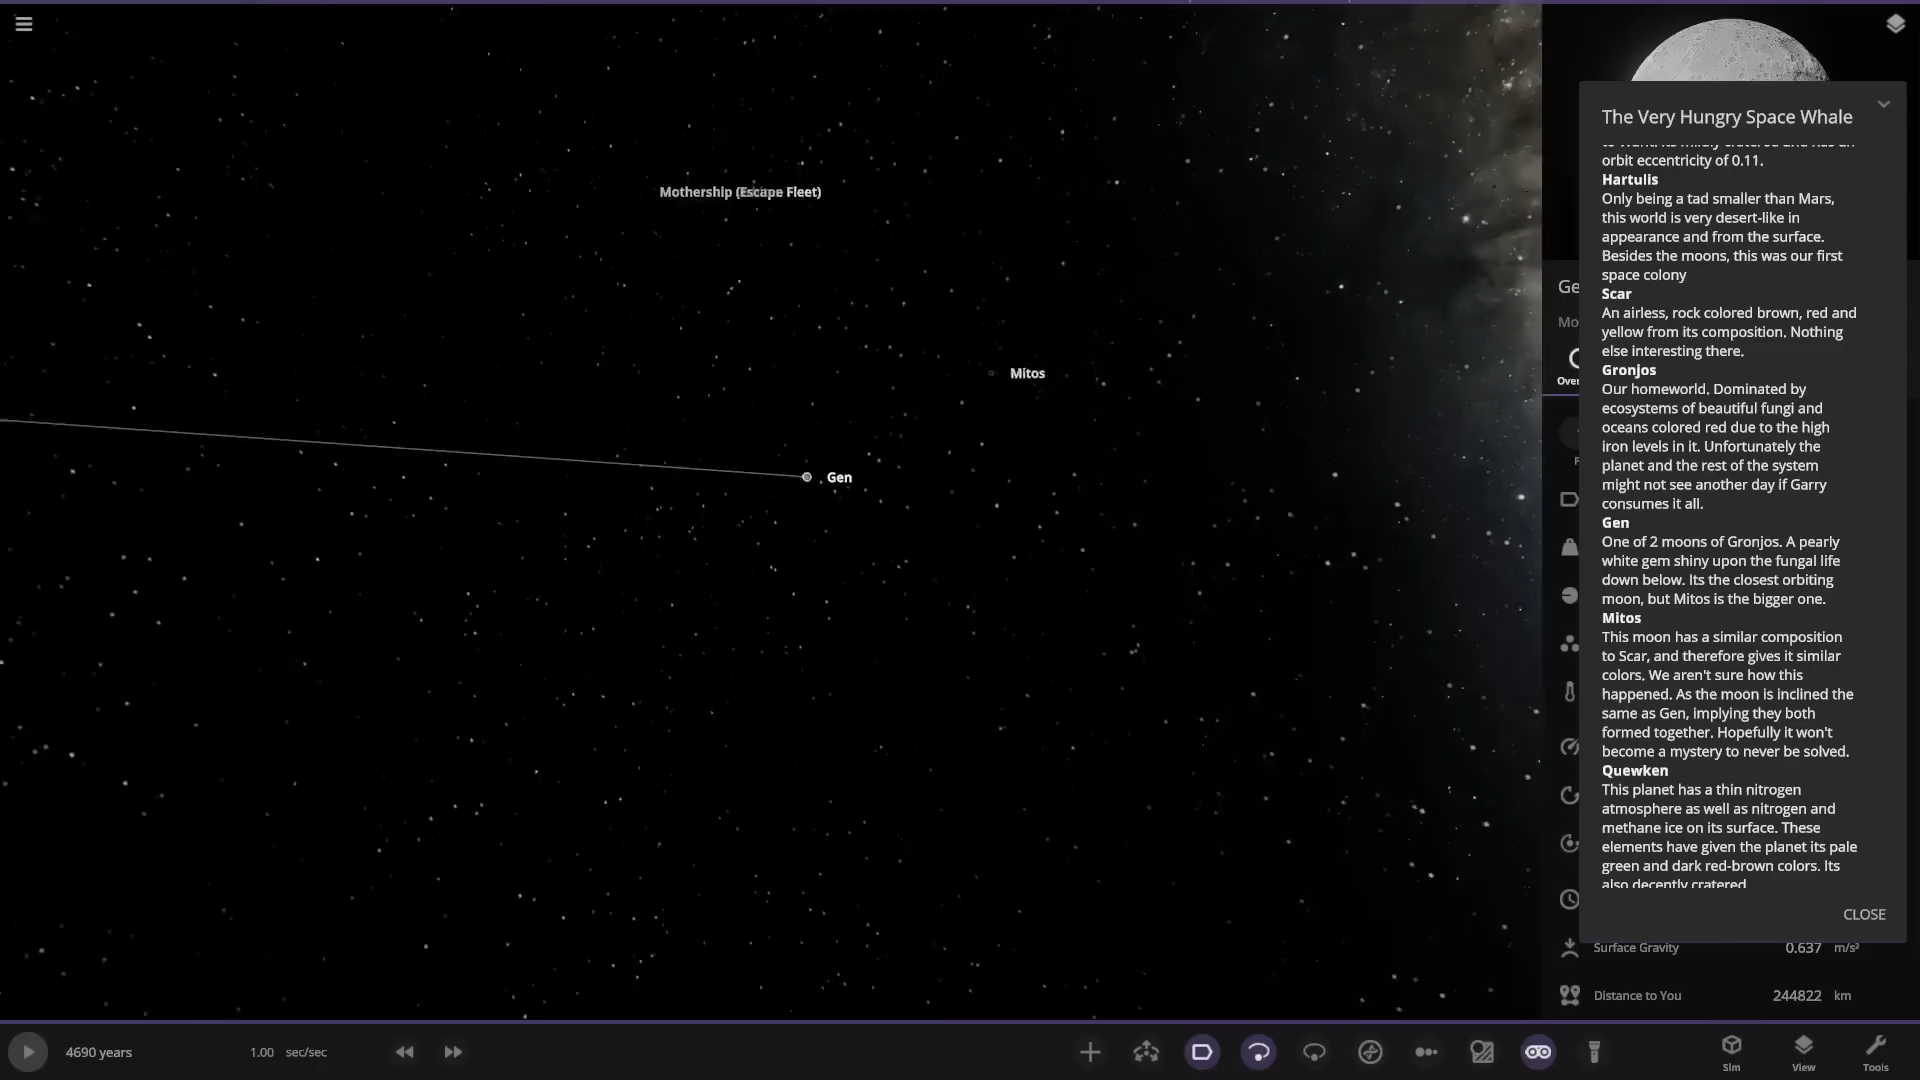 Mothership (Escape Fleet)
Mitos
Gen
The Very Hungry Space Whale
orbit eccentricity of 0.11.
Hartulis
Only being a tad smaller than Mars,
this world is very desert-like in
appearance and from the surface.
Besides the moons, this was our first
space colony
Scar
An airless, rock colored brown, red and
yellow from its composition. Nothing
else interesting there.
Gronjos
Our homeworld. Dominated by
ecosystems of beautiful fungi and
oceans colored red due to the high
iron levels in it. Unfortunately the
planet and the rest of the system
might not see another day if Garry
consumes it all.
Gen
One of 2 moons of Gronjos. A pearly
white gem shiny upon the fungal life
down below. Its the closest orbiting
moon, but Mitos is the bigger one.
Mitos
This moon has a similar composition
to Scar, and therefore gives it similar
colors. We aren't sure how this
happened. As the moon is inclined the
same as Gen, implying they both
formed together. Hopefully it won't
become a mystery to never be solved.
Quewken
This planet has a thin nitrogen
atmosphere as well as nitrogen and
methane ice on its surface. These
elements have given the planet its pale
green and dark red-brown colors. Its
also decently cratered
CLOSE
Ge
Mo
Over
Surface Gravity 0.637 m/s²
Distance to You 244822 km
4690 years 1.00 sec/sec
Sim View Tools